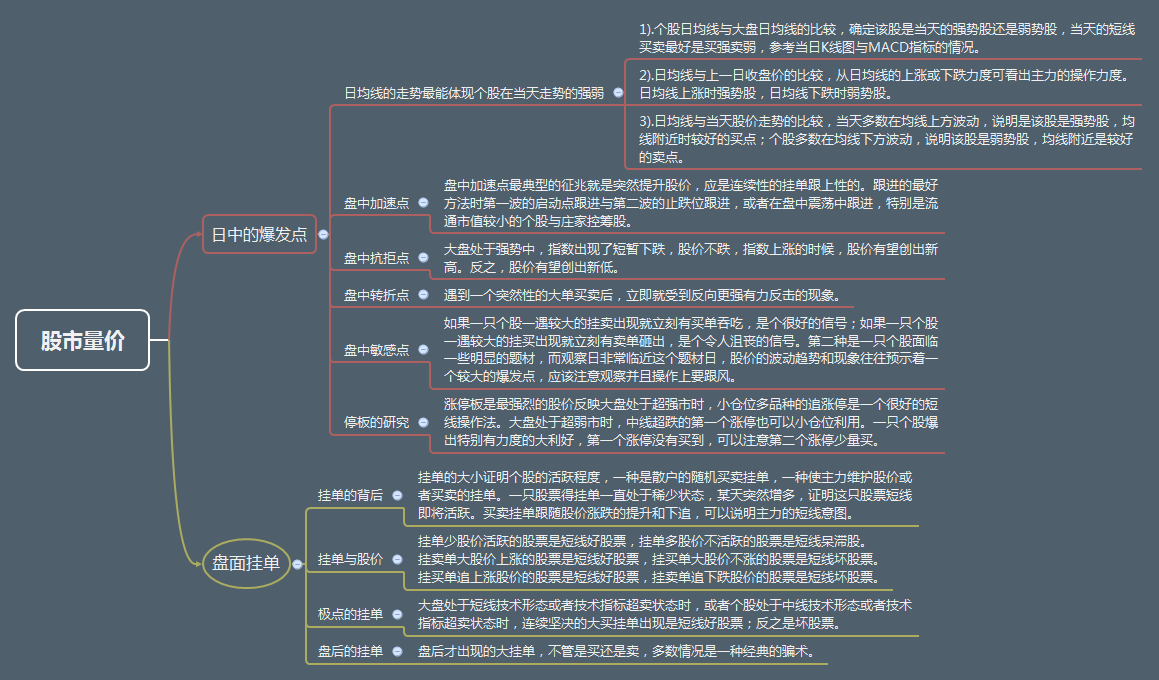 股市量价
日中的爆发点
日均线的走势最能体现个股在当天走势的强弱
1).个股日均线与大盘日均线的比较，确定该股是当天的强势股还是弱势股，当天的短线
买卖最好是买强卖弱，参考当日K线图与MACD指标的情况。
2).日均线与上一日收盘价的比较，从日均线的上涨或下跌力度可看出主力的操作力度。
日均线上涨时强势股，日均线下跌时弱势股。
3).日均线与当天股价走势的比较，当天多数在均线上方波动，说明是该股是强势股，均
线附近时较好的买点；个股多数在均线下方波动，说明该股是弱势股，均线附近是较好
的卖点。
盘中加速点
盘中加速点最典型的征兆就是突然提升股价，应是连续性的挂单跟上性的。跟进的最好
方法时第一波的启动点跟进与第二波的止跌位跟进，或者在盘中震荡中跟进，特别是流
通市值较小的个股与庄家控筹股。
盘中抗拒点
大盘处于强势中，指数出现了短暂下跌，股价不跌，指数上涨的时候，股价有望创出新
高。反之，股价有望创出新低。
盘中转折点
遇到一个突然性的大单买卖后，立即就受到反向更强有力反击的现象。
盘中敏感点
如果一只个股一遇较大的挂卖出现就立刻有买单吞吃，是个很好的信号；如果一只个股
一遇较大的挂买出现就立刻有卖单砸出，是个令人沮丧的信号。第二种是一只个股面临
一些明显的题材，而观察日非常临近这个题材日，股价的波动趋势和现象往往预示着一
个较大的爆发点，应该注意观察并且操作上要跟风。
停板的研究
涨停板是最强烈的股价反映大盘处于超强市时，小仓位多品种的追涨停是一个很好的短
线操作法。大盘处于超弱市时，中线超跌的第一个涨停也可以小仓位利用。一只个股爆
出特别有力度的大利好，第一个涨停没有买到，可以注意第二个涨停少量买。
盘面挂单
挂单的背后
挂单的大小证明个股的活跃程度，一种是散户的随机买卖挂单，一种使主力维护股价或
者买卖的挂单。一只股票得挂单一直处于稀少状态，某天突然增多，证明这只股票短线
即将活跃。买卖挂单跟随股价涨跌的提升和下追，可以说明主力的短线意图。
挂单与股价
挂单少股价活跃的股票是短线好股票，挂单多股价不活跃的股票是短线呆滞股。
挂卖单大股价上涨的股票是短线好股票，挂买单大股价不涨的股票是短线坏股票。
挂买单追上涨股价的股票是短线好股票，挂卖单追下跌股价的股票是短线坏股票。
极点的挂单
大盘处于短线技术形态或者技术指标超卖状态时，或者个股处于中线技术形态或者技术
指标超卖状态时，连续坚决的大买挂单出现是短线好股票；反之是坏股票。
盘后的挂单
盘后才出现的大挂单，不管是买还是卖，多数情况是一种经典的骗术。